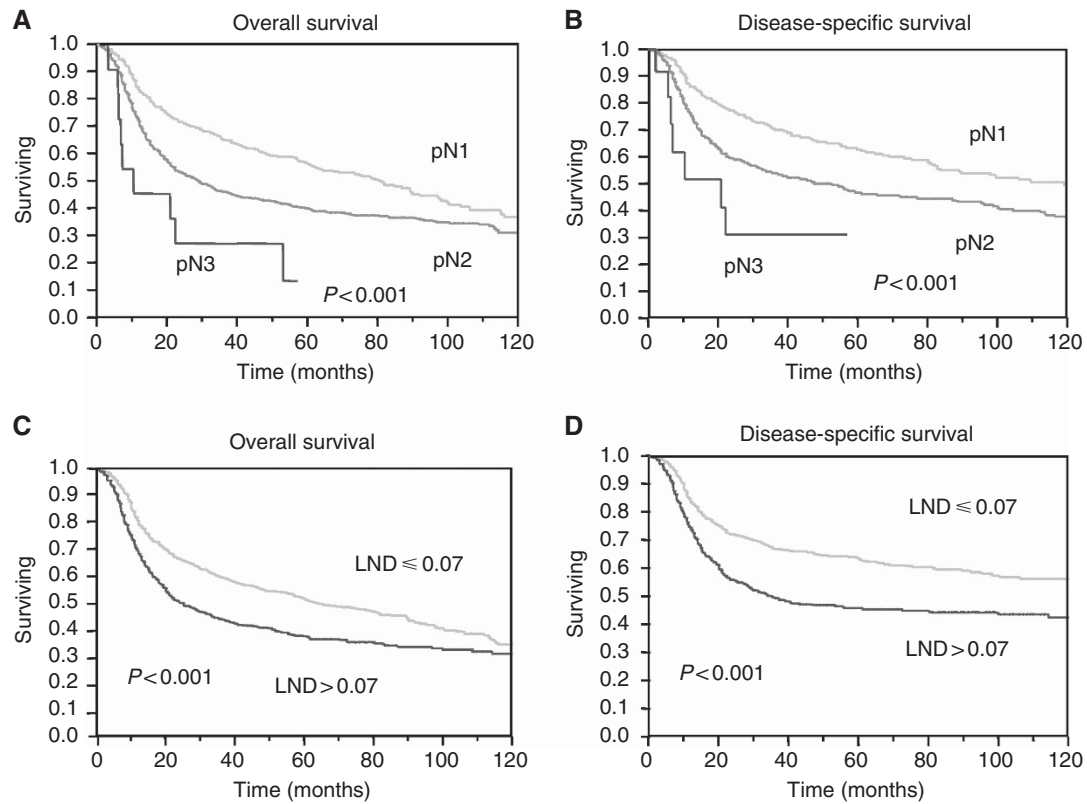 A
Overall survival
1.0
0.9
0.8
0.7
0.6
0.5
0.4
0.3
0.2
0.1
0.0
Surviving
pN1
pN2
pN3
P<0.001
0 20 40 60 80 100 120
Time (months)
B
Disease-specific survival
1.0
0.9
0.8
0.7
0.6
0.5
0.4
0.3
0.2
0.1
0.0
Surviving
pN1
pN2
pN3
P<0.001
0 20 40 60 80 100 120
Time (months)
C
Overall survival
1.0
0.9
0.8
0.7
0.6
0.5
0.4
0.3
0.2
0.1
0.0
Surviving
LND ⩽ 0.07
P<0.001
LND > 0.07
0 20 40 60 80 100 120
Time (months)
D
Disease-specific survival
1.0
0.9
0.8
0.7
0.6
0.5
0.4
0.3
0.2
0.1
0.0
Surviving
LND ⩽ 0.07
LND > 0.07
P<0.001
0 20 40 60 80 100 120
Time (months)